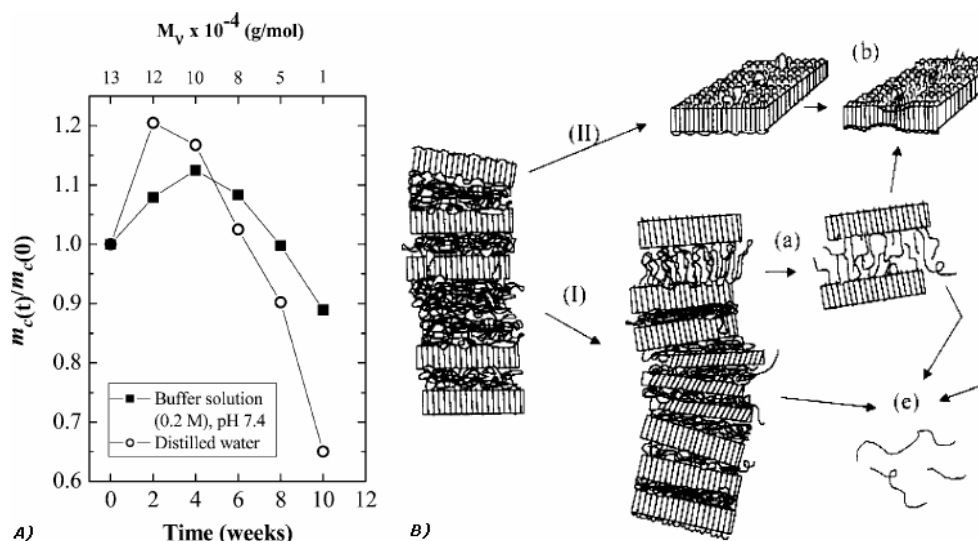 M_ν x 10^-4 (g/mol)
13 12 10 8 5 1
1.2
1.1
1.0
0.9
0.8
0.7
0.6
m_c(t)/m_c(0)
Buffer solution
(0.2 M), pH 7.4
Distilled water
0 2 4 6 8 10 12
Time (weeks)
A)
(b)
(II)
(a)
(I)
(e)
B)